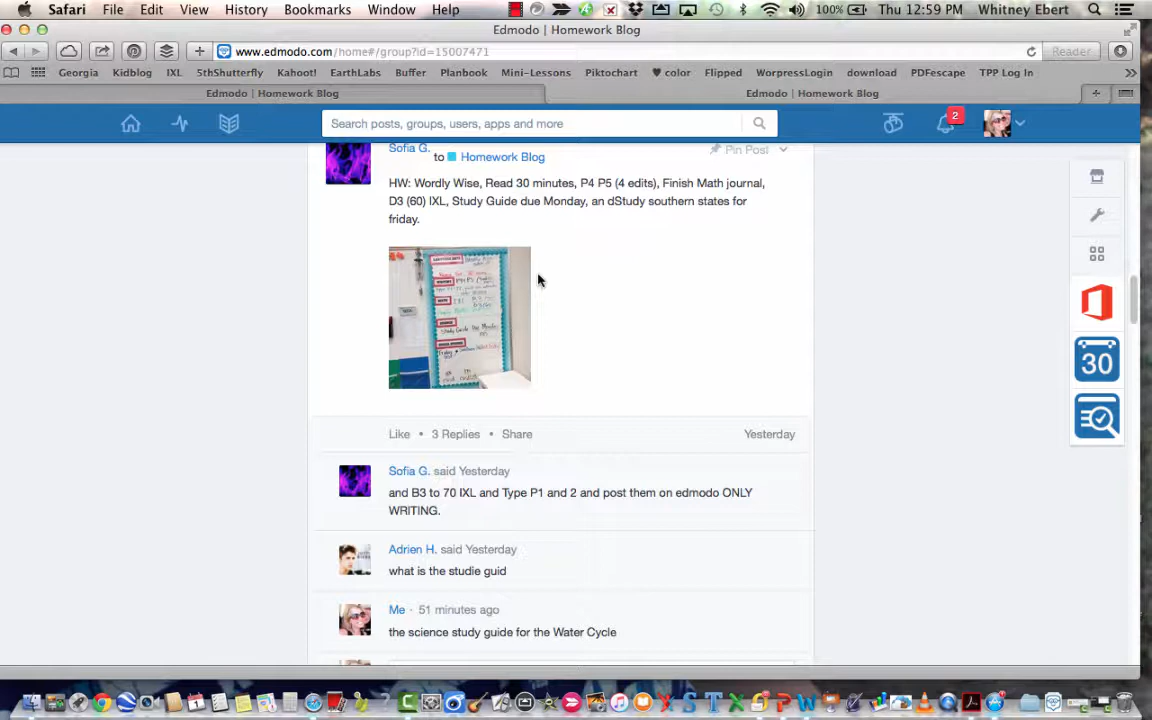 Safari File Edit View History Bookmarks Window Help 100% Thu 12:59 PM Whitney Ebert
Edmodo | Homework Blog
www.edmodo.com/home#/group?id=15007471 Reader
Georgia Kidblog IXL 5thShutterfly Kahoot! EarthLabs Buffer Planbook Mini-Lessons Piktochart ♥ color Flipped WorpressLogin download PDFescape TPP Log In
Edmodo | Homework Blog Edmodo | Homework Blog
Search posts, groups, users, apps and more 2
Sofia G. to Homework Blog Pin Post
HW: Wordly Wise, Read 30 minutes, P4 P5 (4 edits), Finish Math journal,
D3 (60) IXL, Study Guide due Monday, an dStudy southern states for
friday.
Study Guide Due Monday
Like • 3 Replies • Share Yesterday
Sofia G. said Yesterday
and B3 to 70 IXL and Type P1 and 2 and post them on edmodo ONLY
WRITING.
Adrien H. said Yesterday
what is the studie guid
Me · 51 minutes ago
the science study guide for the Water Cycle
30